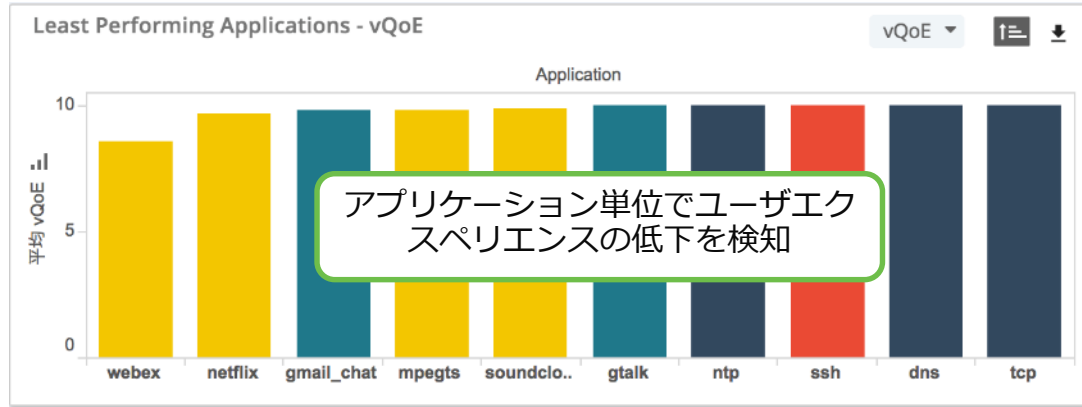 Least Performing Applications - vQoE
vQoE
Application
10
5
0
平均 vQoE
アプリケーション単位でユーザエク
スペリエンスの低下を検知
webex netflix gmail_chat mpegts soundclo.. gtalk ntp ssh dns tcp